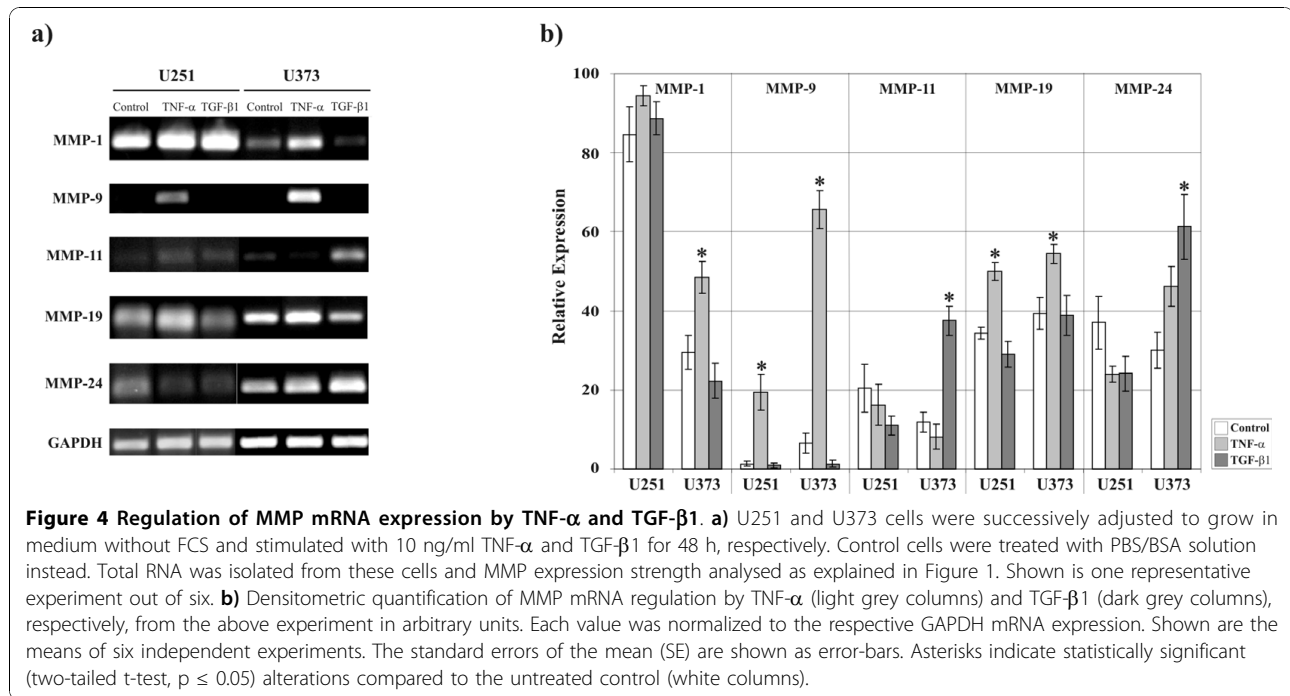 a)
U251 U373
Control TNF-α TGF-β1 Control TNF-α TGF-β1
MMP-1
MMP-9
MMP-11
MMP-19
MMP-24
GAPDH
b)
100
80
60
40
20
0
Relative Expression
MMP-1 MMP-9 MMP-11 MMP-19 MMP-24
* * * * * * *
U251 U373 U251 U373 U251 U373 U251 U373 U251 U373
Control
TNF-α
TGF-β1
Figure 4 Regulation of MMP mRNA expression by TNF-α and TGF-β1. a) U251 and U373 cells were successively adjusted to grow in
medium without FCS and stimulated with 10 ng/ml TNF-α and TGF-β1 for 48 h, respectively. Control cells were treated with PBS/BSA solution
instead. Total RNA was isolated from these cells and MMP expression strength analysed as explained in Figure 1. Shown is one representative
experiment out of six. b) Densitometric quantification of MMP mRNA regulation by TNF-α (light grey columns) and TGF-β1 (dark grey columns),
respectively, from the above experiment in arbitrary units. Each value was normalized to the respective GAPDH mRNA expression. Shown are the
means of six independent experiments. The standard errors of the mean (SE) are shown as error-bars. Asterisks indicate statistically significant
(two-tailed t-test, p ≤ 0.05) alterations compared to the untreated control (white columns).